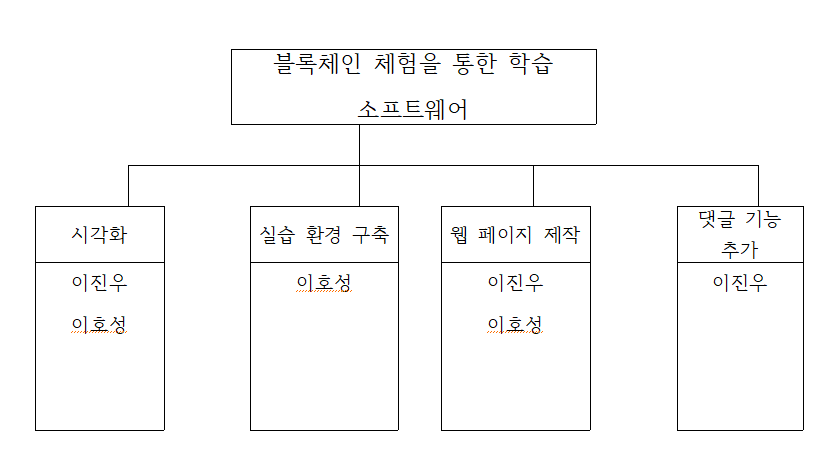 블록체인 체험을 통한 학습
소프트웨어
시각화
이진우
이호성
실습 환경 구축
이호성
웹 페이지 제작
이진우
이호성
댓글 기능
추가
이진우